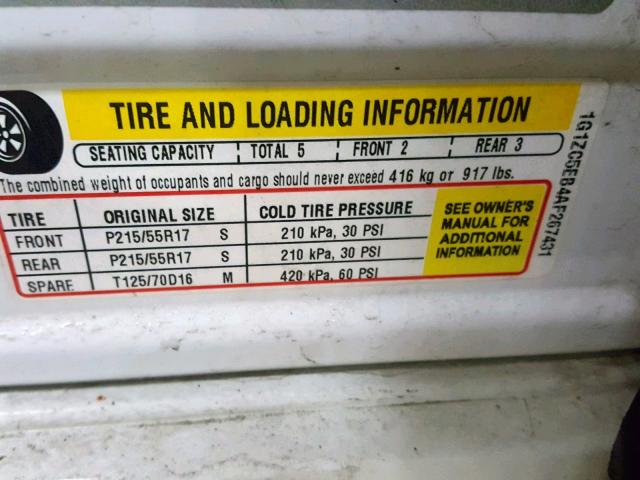 TIRE AND LOADING INFORMATION
SEATING CAPACITY TOTAL 5 FRONT 2 REAR 3
The combined weight of occupants and cargo should never exceed 416 kg or 917 lbs.
TIRE ORIGINAL SIZE COLD TIRE PRESSURE
FRONT P215/55R17 S 210 kPa, 30 PSI
REAR P215/55R17 S 210 kPa, 30 PSI
SPARE T125/70D16 M 420 kPa, 60 PSI
SEE OWNER'S
MANUAL FOR
ADDITIONAL
INFORMATION
1G1ZC5EB4AF267431